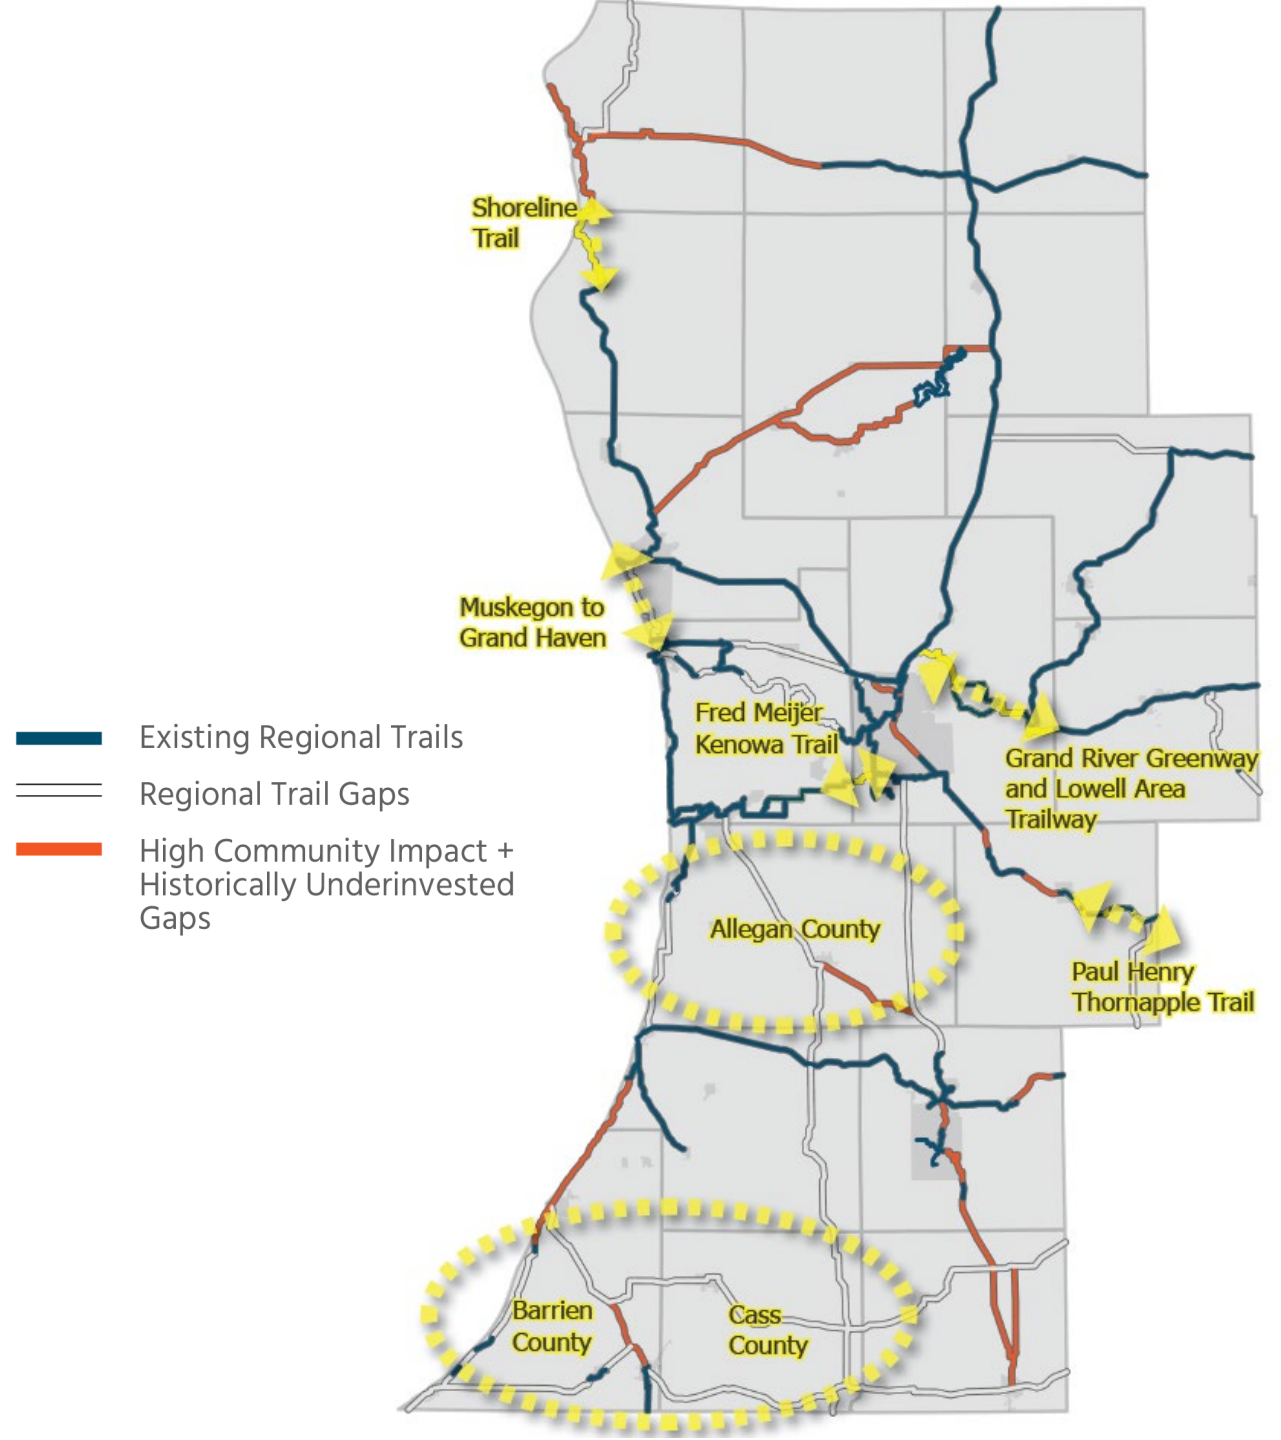 Shoreline
Trail
Muskegon to
Grand Haven
Fred Meijer
Kenowa Trail
Existing Regional Trails
Regional Trail Gaps
High Community Impact +
Historically Underinvested
Gaps
Grand River Greenway
and Lowell Area
Trailway
Allegan County
Paul Henry
Thornapple Trail
Barrien
County
Cass
County